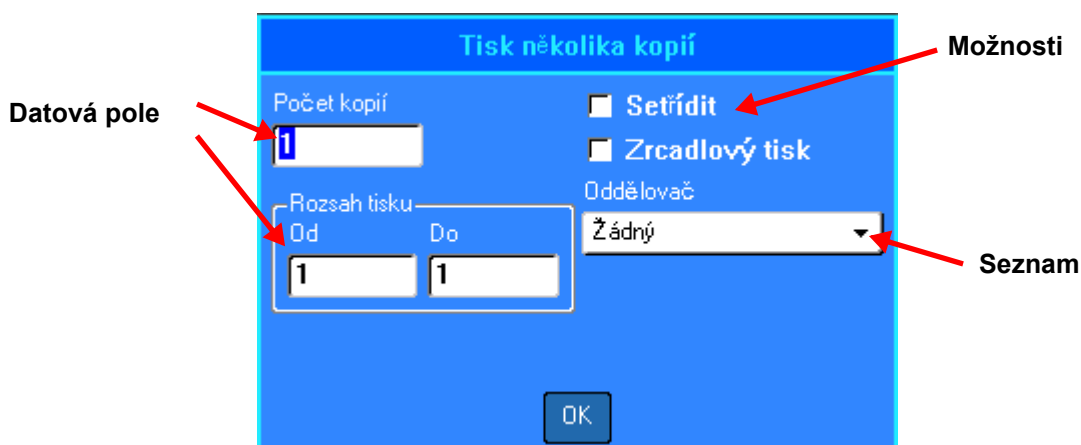 Tisk několika kopií
Možnosti
Datová pole
Počet kopií
1
Setřídit
Zrcadlový tisk
Rozsah tisku
Od
Do
1
1
Oddělovač
Žádný
Seznam
OK